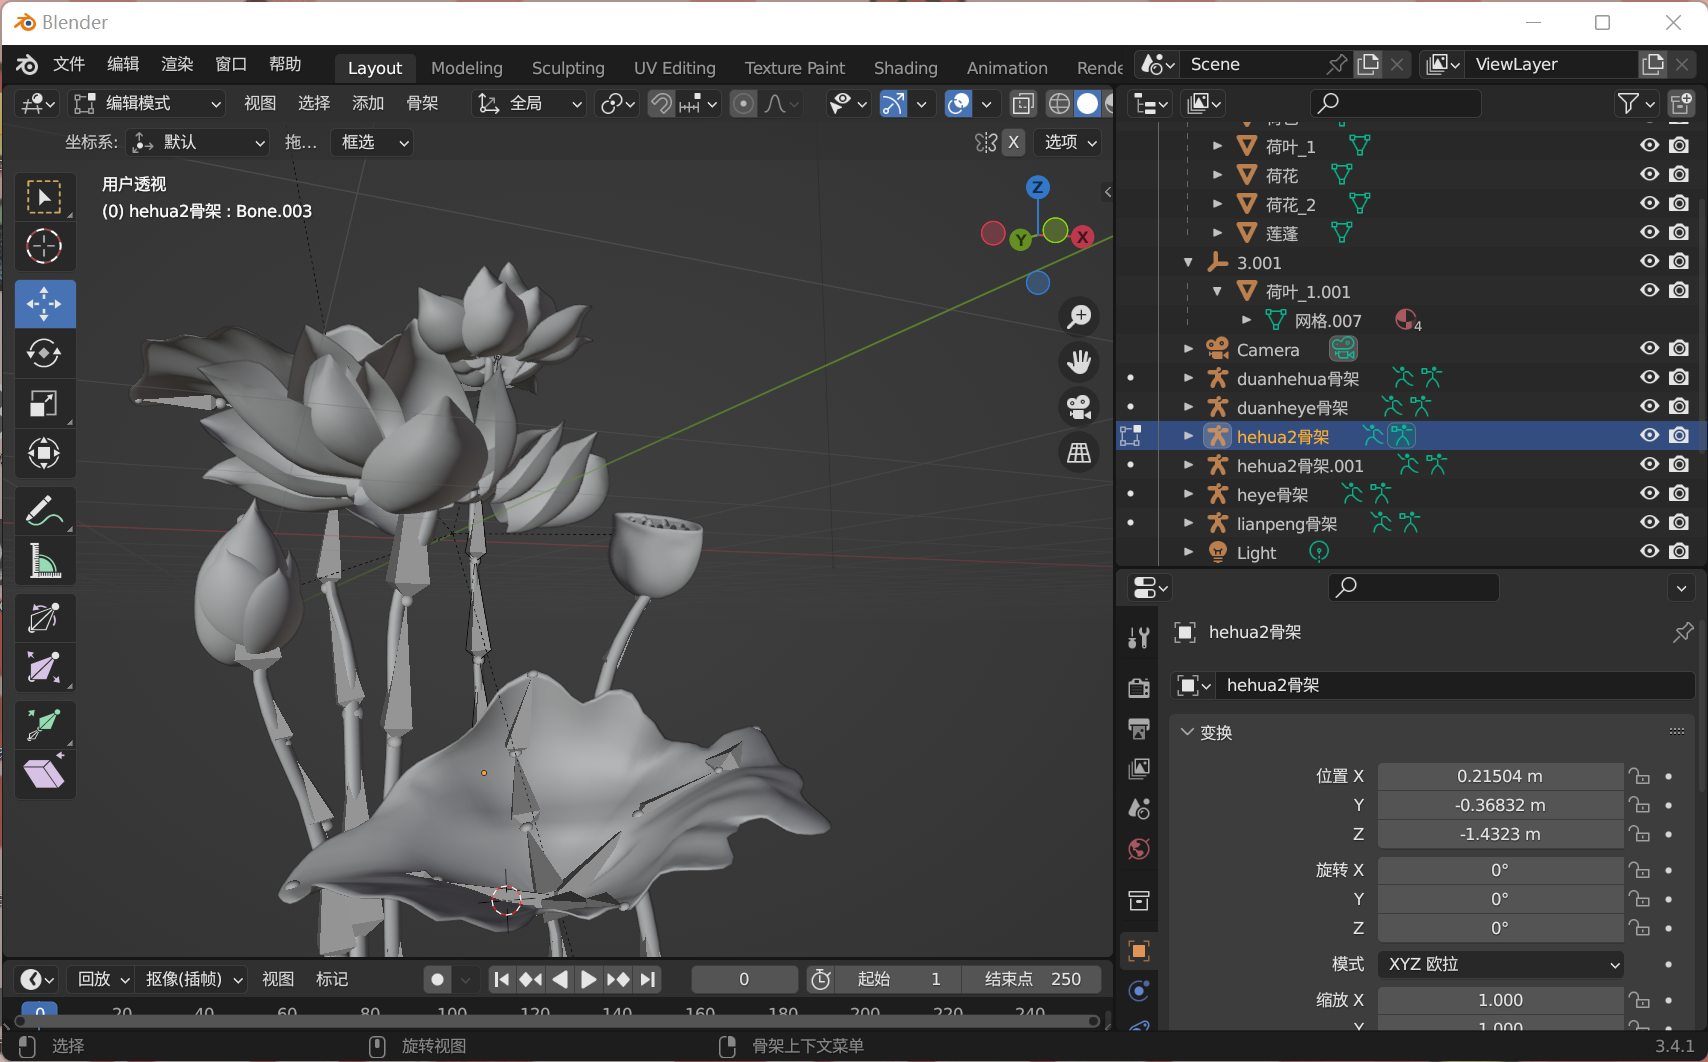 Blender
文件 编辑 渲染 窗口 帮助 Layout Modeling Sculpting UV Editing Texture Paint Shading Animation Rende Scene ViewLayer
编辑模式 视图 选择 添加 骨架 全局
坐标系: 默认 拖... 框选 X 选项
用户透视
(0) hehua2骨架 : Bone.003
Z
Y
X
荷叶_1
荷花
荷花_2
莲蓬
3.001
荷叶_1.001
网格.007 4
Camera
duanhehua骨架
duanheye骨架
hehua2骨架
hehua2骨架.001
heye骨架
lianpeng骨架
Light
hehua2骨架
hehua2骨架
变换
位置 X 0.21504 m
Y -0.36832 m
Z -1.4323 m
旋转 X 0°
Y 0°
Z 0°
模式 XYZ 欧拉
缩放 X 1.000
Y 1.000
回放 抠像(插帧) 视图 标记 0 起始 1 结束点 250
0 20 40 60 80 100 120 140 160 180 200 220 240
选择 旋转视图 骨架上下文菜单 3.4.1